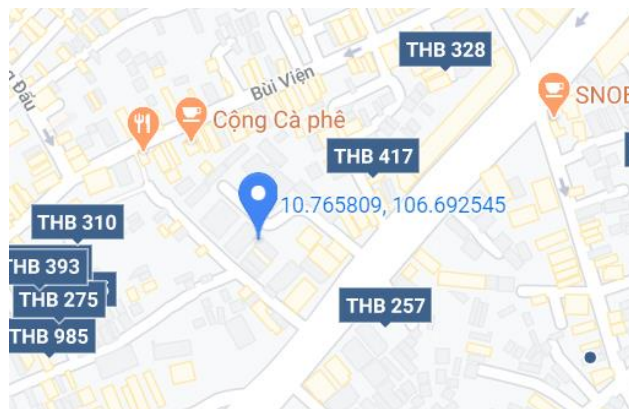 THB 328
g Đấu
Bùi Viện
SNOB
Cộng Cà phê
THB 417
10.765809, 106.692545
THB 310
THB 393
THB 275
THB 257
THB 985